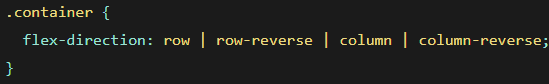 .container {
  flex-direction: row | row-reverse | column | column-reverse;
}